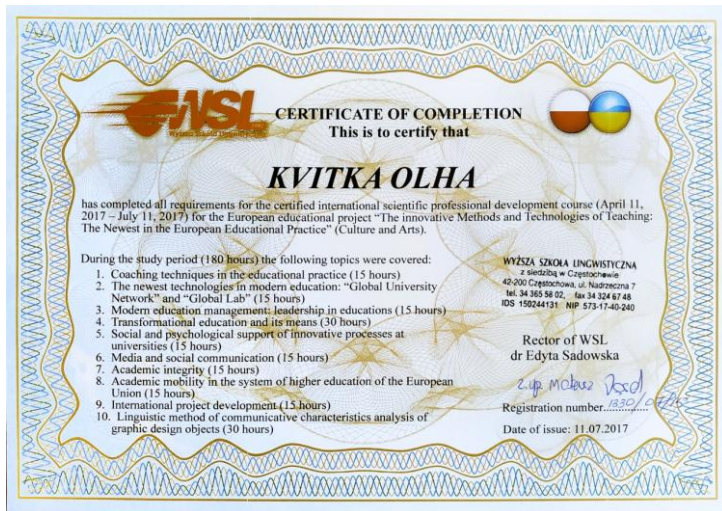 WSL
CERTIFICATE OF COMPLETION
This is to certify that
KVITKA OLHA
has completed all requirements for the certified international scientific professional development course (April 11,
2017 – July 11, 2017) for the European educational project “The innovative Methods and Technologies of Teaching:
The Newest in the European Educational Practice” (Culture and Arts).
During the study period (180 hours) the following topics were covered:
1. Coaching techniques in the educational practice (15 hours)
2. The newest technologies in modern education: “Global University
Network” and “Global Lab” (15 hours)
3. Modern education management: leadership in educations (15 hours)
4. Transformational education and its means (30 hours)
5. Social and psychological support of innovative processes at
universities (15 hours)
6. Media and social communication (15 hours)
7. Academic integrity (15 hours)
8. Academic mobility in the system of higher education of the European
Union (15 hours)
9. International project development (15 hours)
10. Linguistic method of communicative characteristics analysis of
graphic design objects (30 hours)
WYŻSZA SZKOŁA LINGWISTYCZNA
z siedzibą w Częstochowie
42-200 Częstochowa, ul. Nadrzeczna 7
tel. 34 365 58 02, fax 34 324 67 48
IDS 150244131 NIP 573-17-40-240
Rector of WSL
dr Edyta Sadowska
Mateusz
Registration number
Date of issue: 11.07.2017